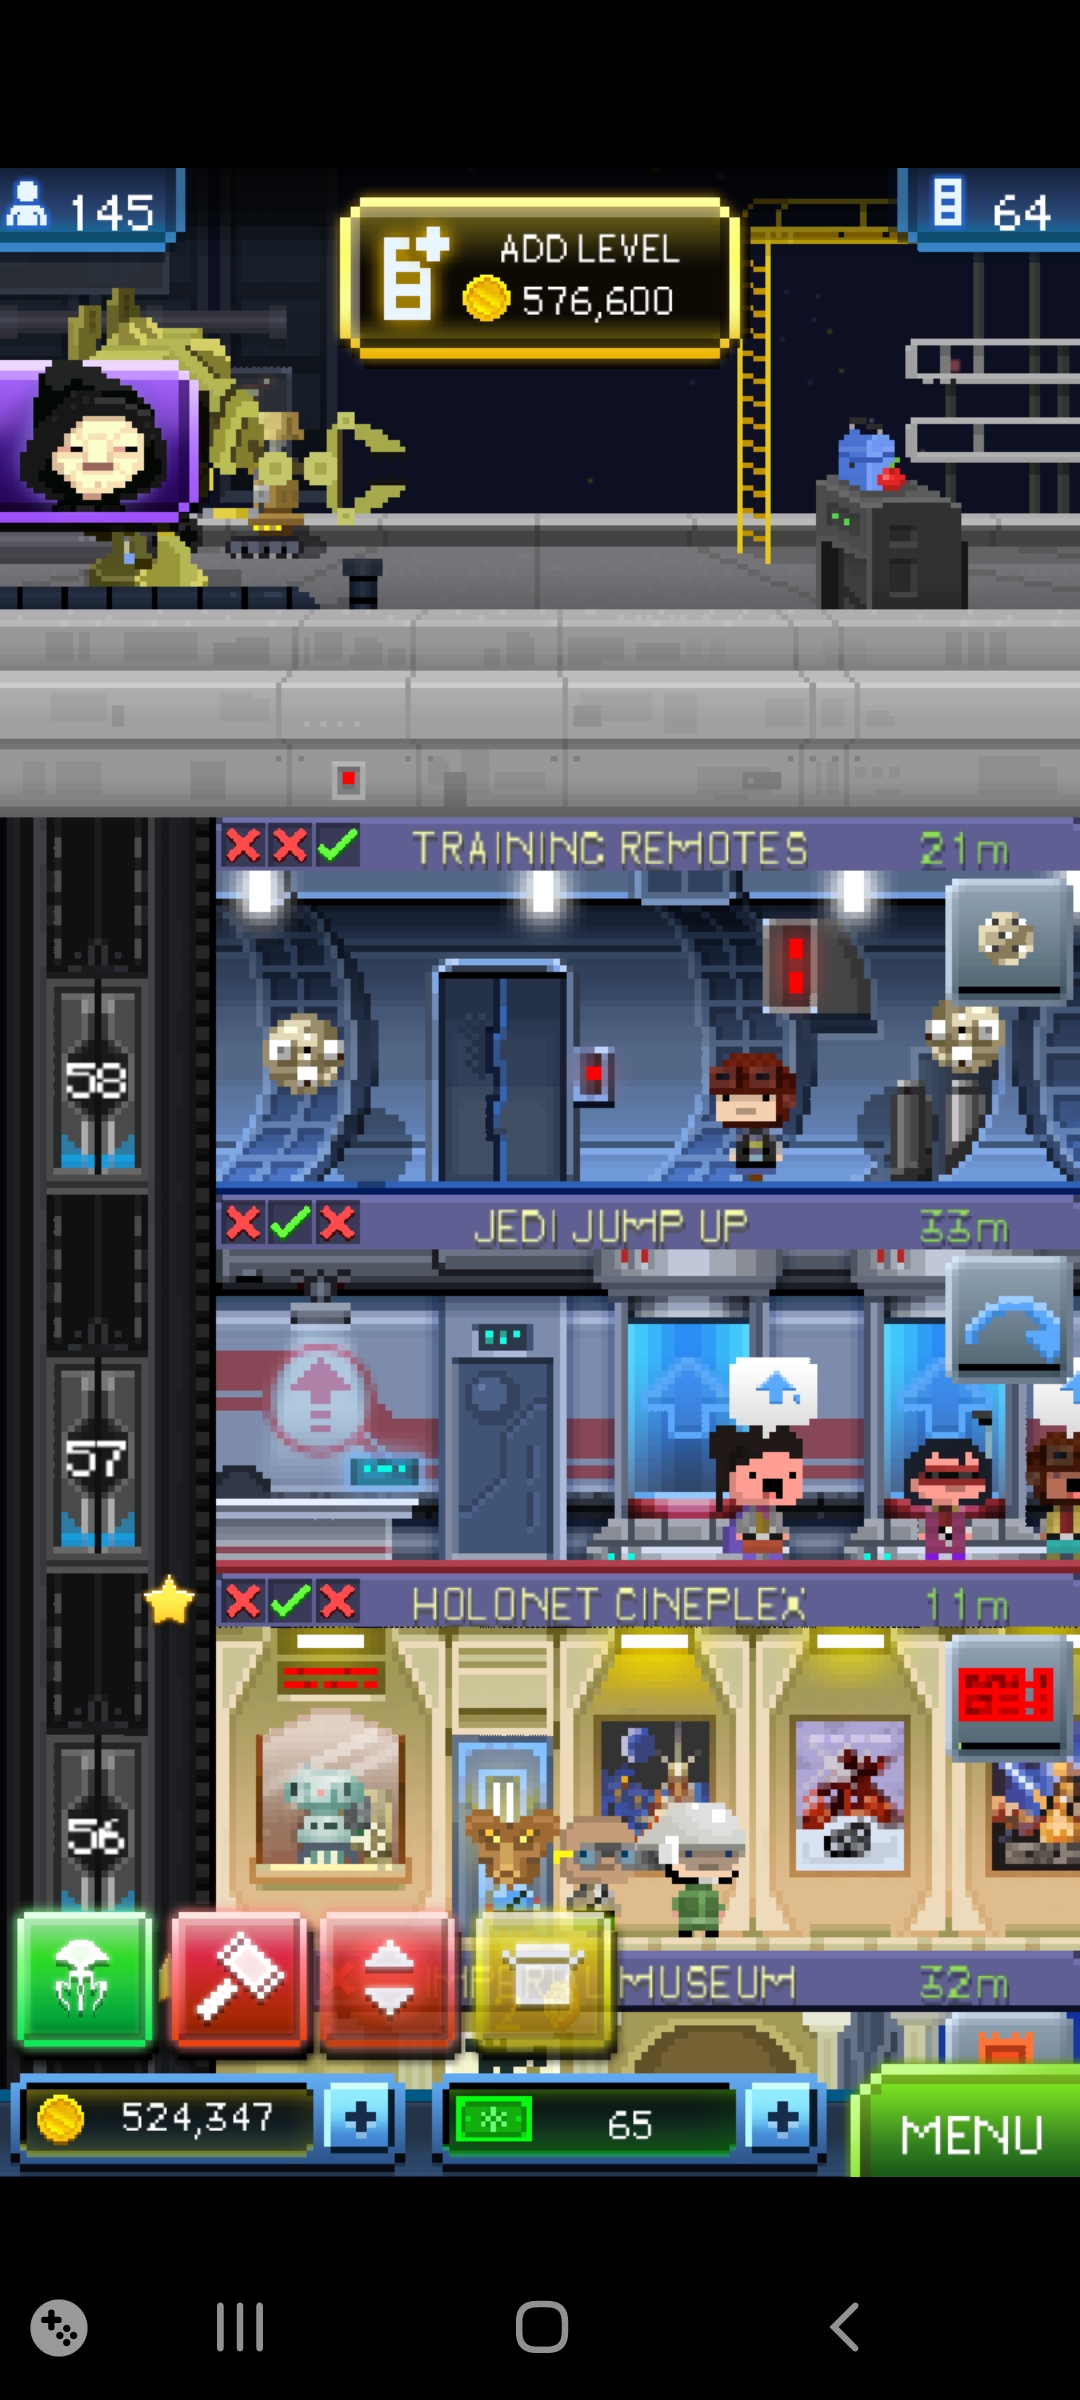 145
ADD LEVEL
576,600
64
TRAINING REMOTES 21m
58
JEDI JUMP UP 33m
57
HOLONET CINEPLEX 11m
56
MUSEUM 32m
524,347
65
MENU